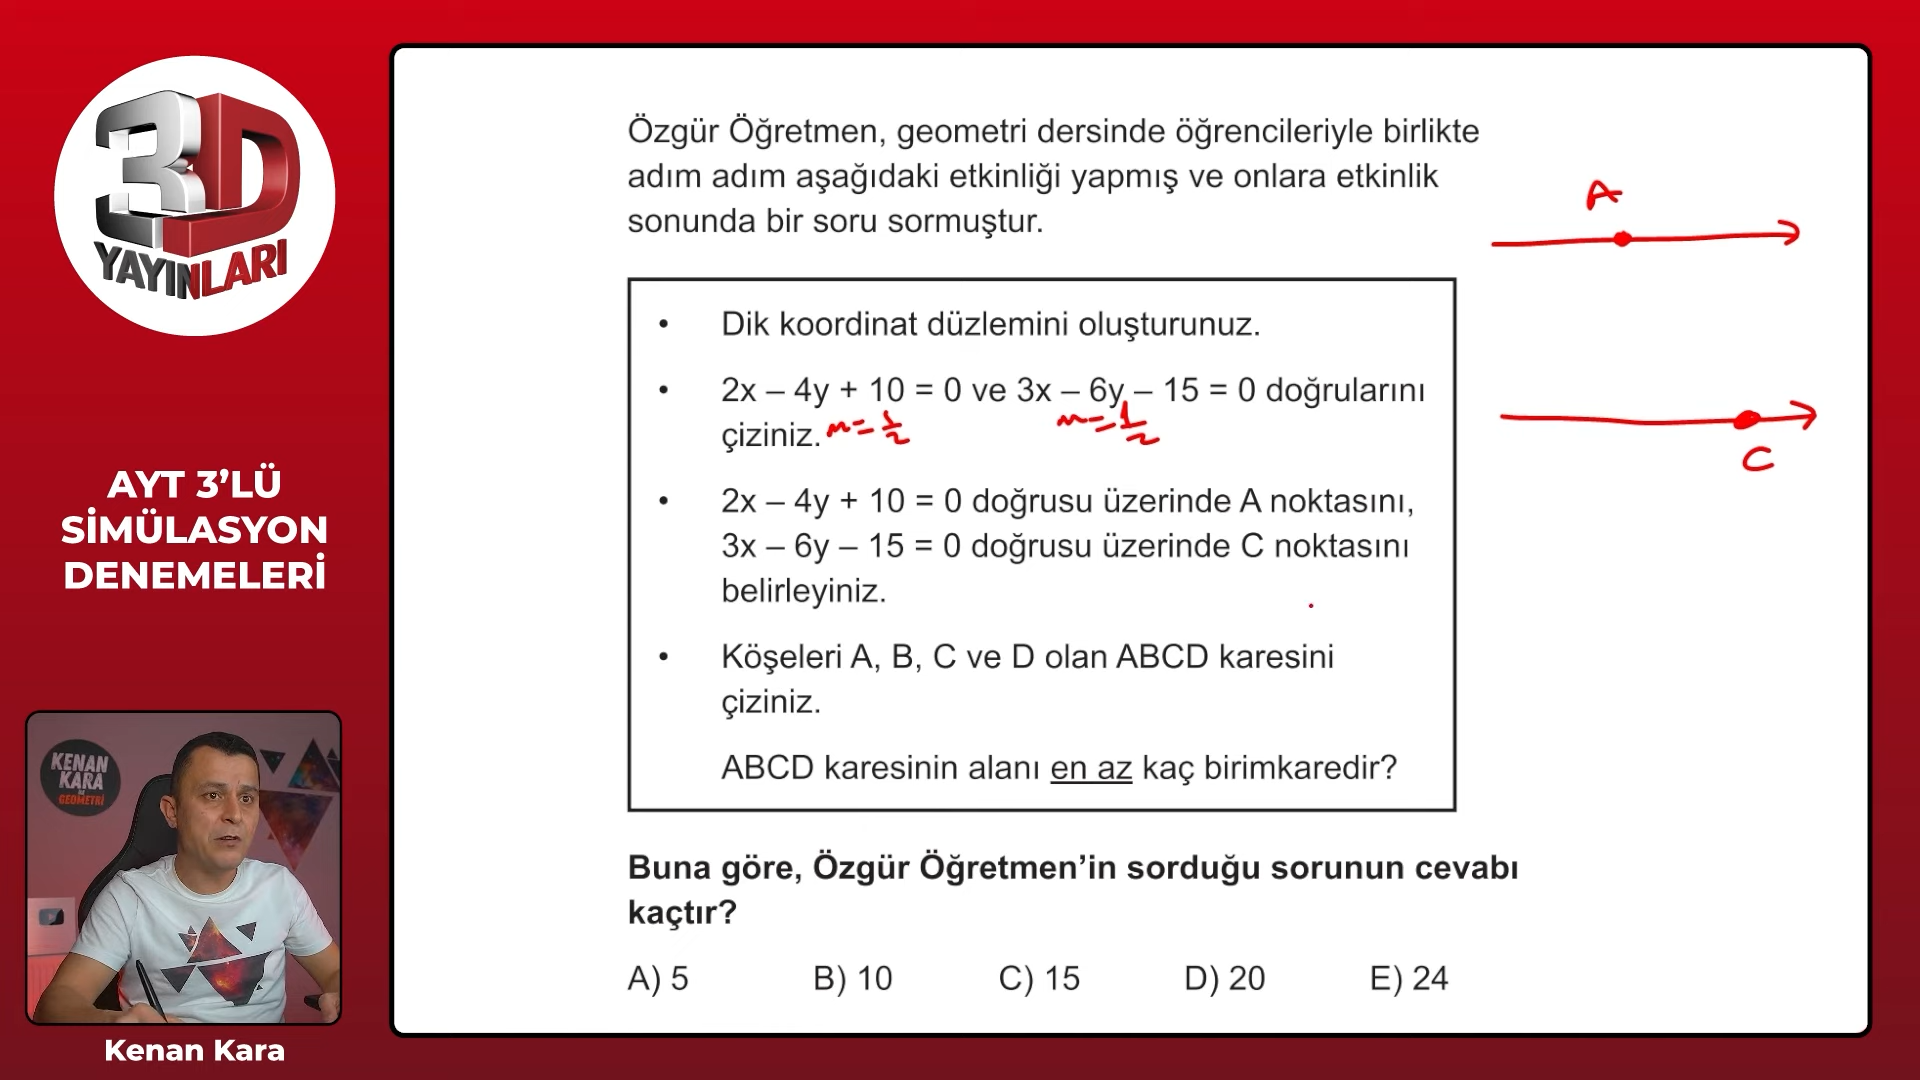 3D
YAYINLARI
AYT 3’LÜ
SİMÜLASYON
DENEMELERİ
KENAN
KARA
ile
GEOMETRİ
Kenan Kara
Özgür Öğretmen, geometri dersinde öğrencileriyle birlikte
adım adım aşağıdaki etkinliği yapmış ve onlara etkinlik
sonunda bir soru sormuştur.
• Dik koordinat düzlemini oluşturunuz.
• 2x – 4y + 10 = 0 ve 3x – 6y – 15 = 0 doğrularını
çiziniz. m = 1/2 m = 1/2
• 2x – 4y + 10 = 0 doğrusu üzerinde A noktasını,
3x – 6y – 15 = 0 doğrusu üzerinde C noktasını
belirleyiniz.
• Köşeleri A, B, C ve D olan ABCD karesini
çiziniz.
ABCD karesinin alanı en az kaç birimkaredir?
Buna göre, Özgür Öğretmen’in sorduğu sorunun cevabı
kaçtır?
A) 5 B) 10 C) 15 D) 20 E) 24
A
C